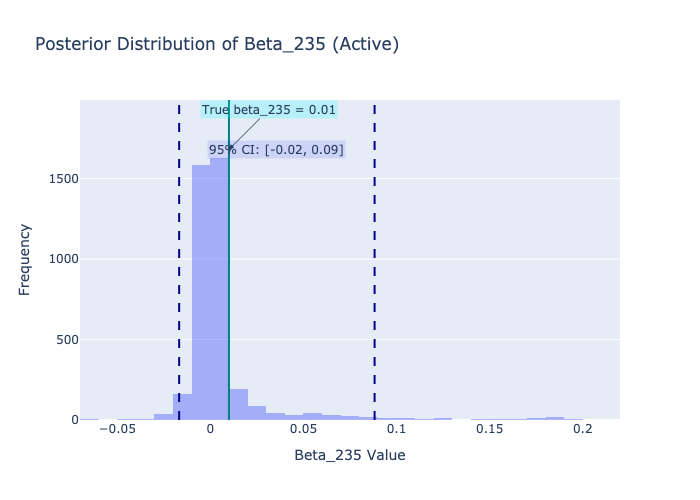 Posterior Distribution of Beta_235 (Active)
True beta_235 = 0.01
95% CI: [-0.02, 0.09]
1500
1000
500
0
Frequency
−0.05
0
0.05
0.1
0.15
0.2
Beta_235 Value